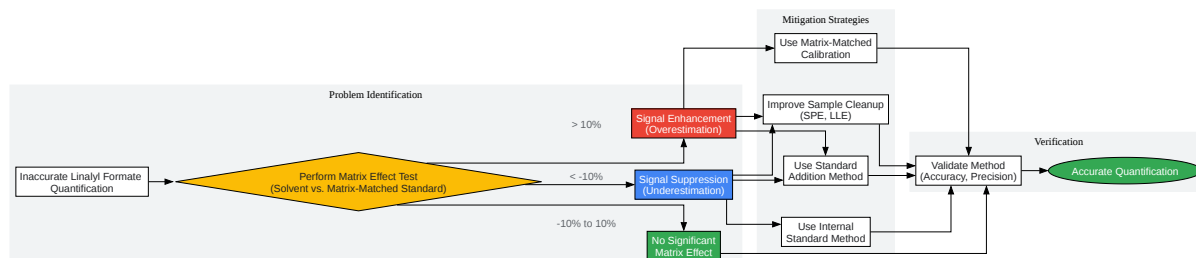 Mitigation Strategies
Use Matrix-Matched
Calibration
Problem Identification
Improve Sample Cleanup
(SPE, LLE)
> 10%
Signal Enhancement
(Overestimation)
Verification
Inaccurate Linalyl Formate
Quantification
Perform Matrix Effect Test
(Solvent vs. Matrix-Matched Standard)
< -10%
Signal Suppression
(Underestimation)
Use Standard
Addition Method
Validate Method
(Accuracy, Precision)
Accurate Quantification
-10% to 10%
Use Internal
Standard Method
No Significant
Matrix Effect